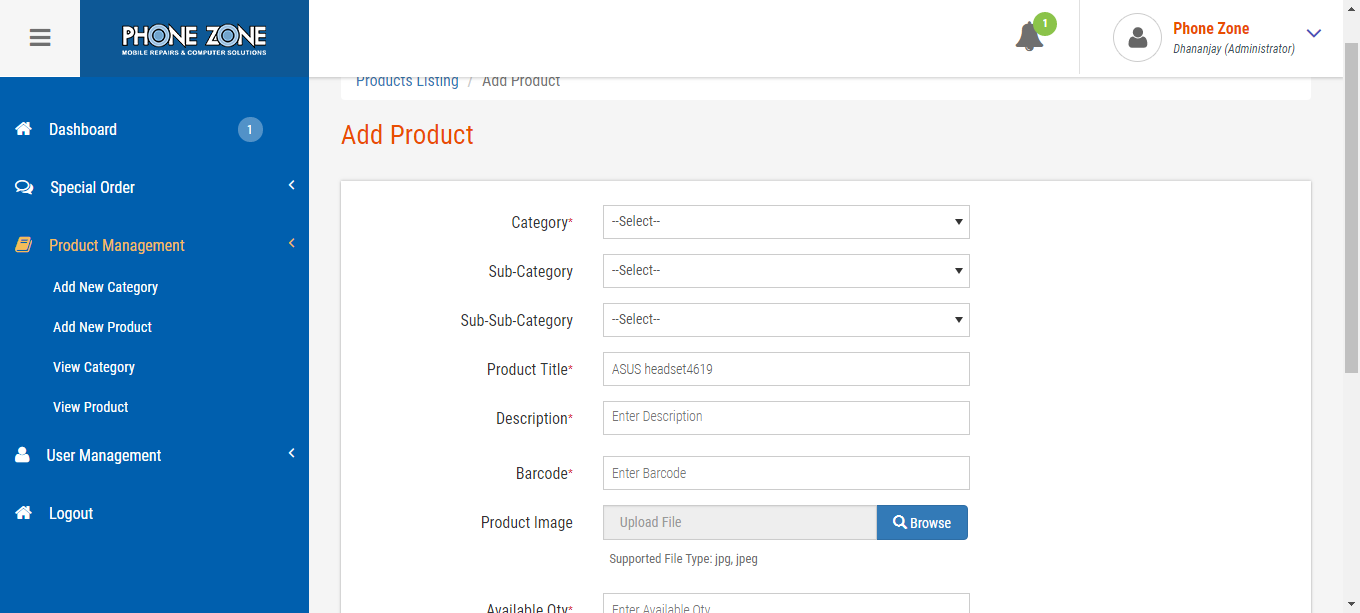 PHONE ZONE
MOBILE REPAIRS & COMPUTER SOLUTIONS
1
Phone Zone
Dhananjay (Administrator)
Dashboard 1
Special Order
Product Management
Add New Category
Add New Product
View Category
View Product
User Management
Logout
Products Listing / Add Product
Add Product
Category* --Select--
Sub-Category --Select--
Sub-Sub-Category --Select--
Product Title* ASUS headset4619
Description* Enter Description
Barcode* Enter Barcode
Product Image Upload File Browse
Supported File Type: jpg, jpeg
Available Qty* Enter Available Qty